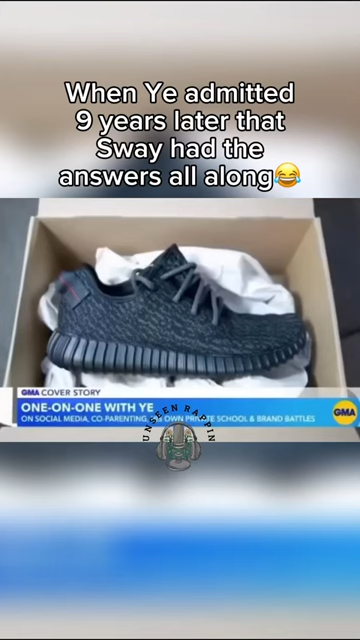 When Ye admitted
9 years later that
Sway had the
answers all along😂
GMA COVER STORY
ONE-ON-ONE WITH YE
ON SOCIAL MEDIA, CO-PARENTING, HIS OWN PRIVATE SCHOOL & BRAND BATTLES
GMA
UNSEEN RAPPIN